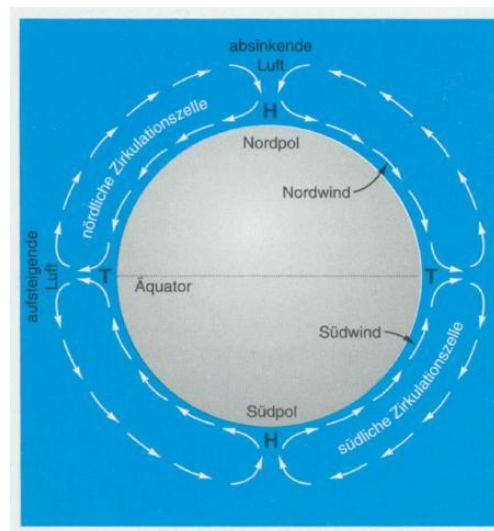 absinkende
Luft
H
Nordpol
nördliche Zirkulationszelle
Nordwind
aufsteigende
Luft
T
T
Äquator
Südwind
Südpol
H
südliche Zirkulationszelle